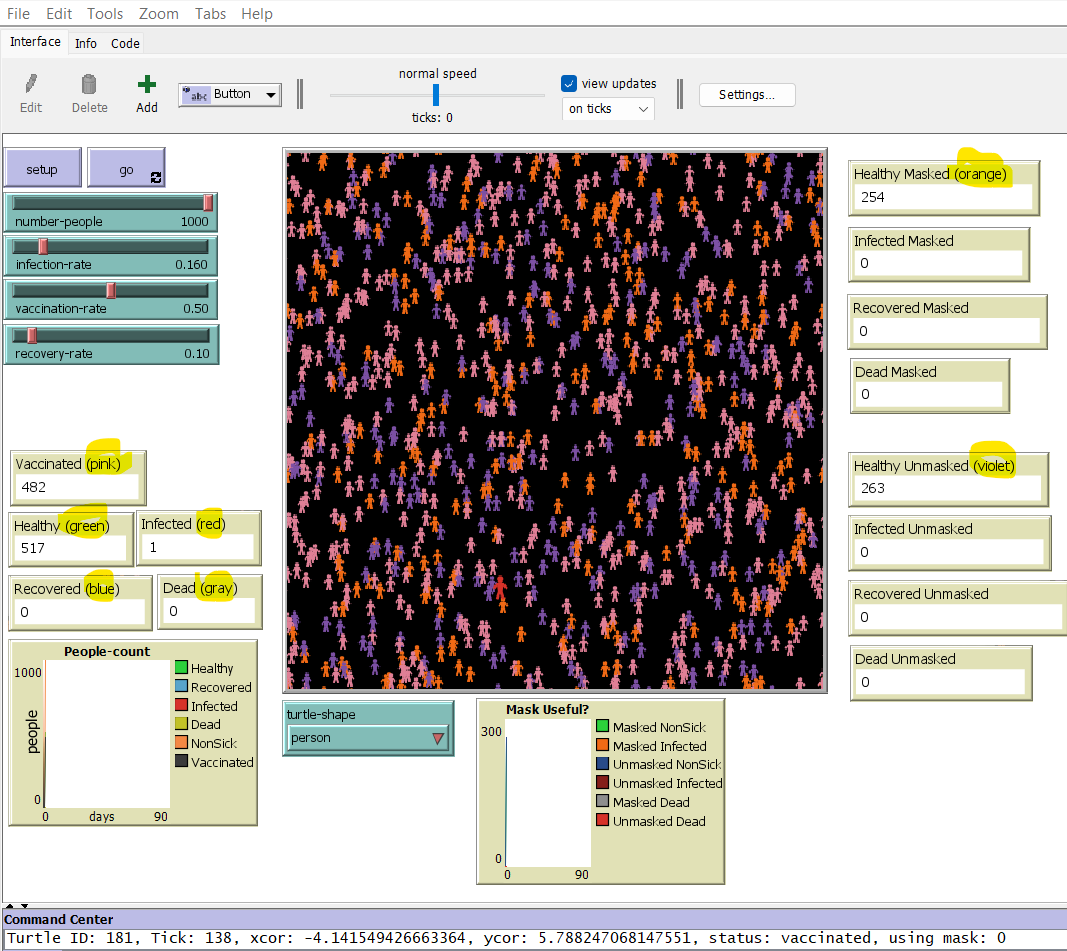 File Edit Tools Zoom Tabs Help
Interface Info Code
Edit Delete Add abc Button normal speed ticks: 0 view updates on ticks Settings...
setup go
number-people 1000
infection-rate 0.160
vaccination-rate 0.50
recovery-rate 0.10
Vaccinated (pink)
482
Healthy (green)
517
Infected (red)
1
Recovered (blue)
0
Dead (gray)
0
People-count
1000
people
0
0 days 90
Healthy
Recovered
Infected
Dead
NonSick
Vaccinated
turtle-shape
person
Mask Useful?
300
0
0 90
Masked NonSick
Masked Infected
Unmasked NonSick
Unmasked Infected
Masked Dead
Unmasked Dead
Healthy Masked (orange)
254
Infected Masked
0
Recovered Masked
0
Dead Masked
0
Healthy Unmasked (violet)
263
Infected Unmasked
0
Recovered Unmasked
0
Dead Unmasked
0
Command Center
Turtle ID: 181, Tick: 138, xcor: -4.141549426663364, ycor: 5.788247068147551, status: vaccinated, using mask: 0